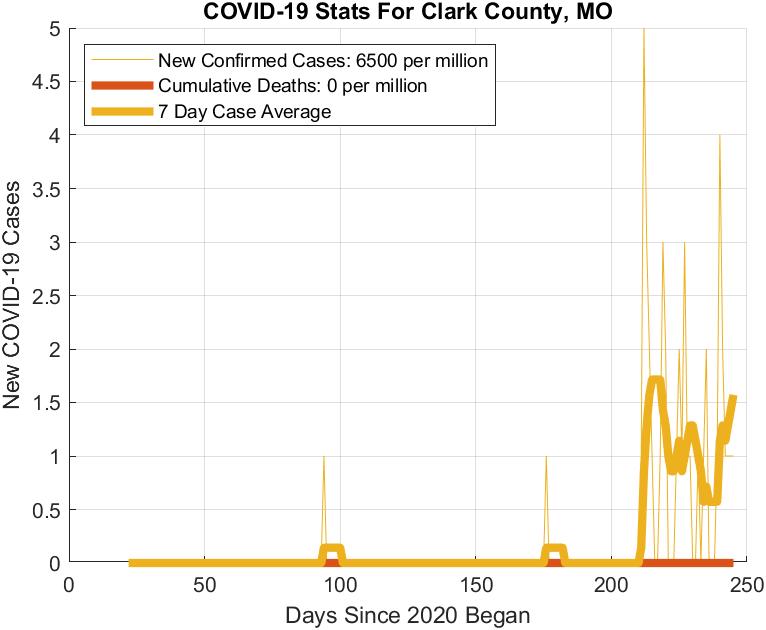 COVID-19 Stats For Clark County, MO
New Confirmed Cases: 6500 per million
Cumulative Deaths: 0 per million
7 Day Case Average
New COVID-19 Cases
5
4.5
4
3.5
3
2.5
2
1.5
1
0.5
0
0 50 100 150 200 250
Days Since 2020 Began